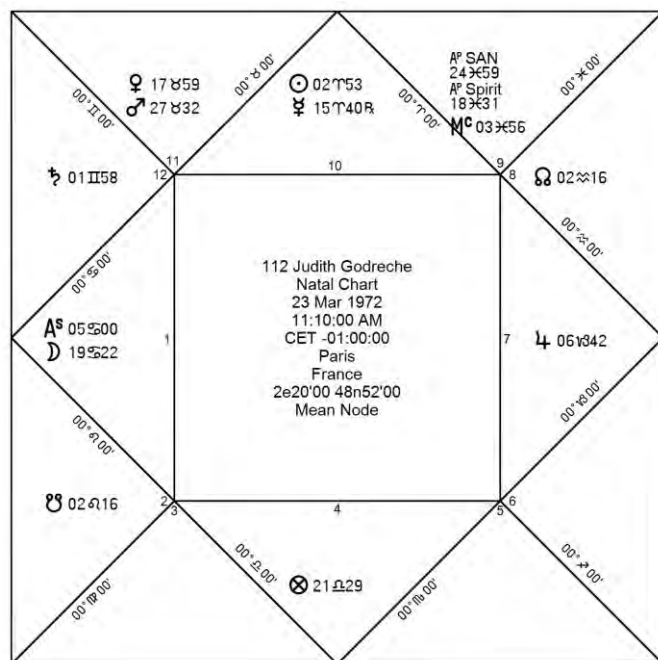 ♀ 17♉59
♂ 27♉32
☉ 02♈53
☿ 15♈40℞
AP SAN
24♓59
AP Spirit
18♓31
Mc 03♓56
00°♊00'
00°♉00'
00°♈00'
00°♓00'
11
12
10
9
8
♄ 01♊58
☊ 02♒16
00°♋00'
00°♒00'
As 05♋00
☽ 19♋22
1
112 Judith Godreche
Natal Chart
23 Mar 1972
11:10:00 AM
CET -01:00:00
Paris
France
2e20'00 48n52'00
Mean Node
7
♃ 06♑42
00°♌00'
00°♑00'
☋ 02♌16
2
3
4
5
6
00°♍00'
00°♎00'
⊗ 21♎29
00°♏00'
00°♐00'